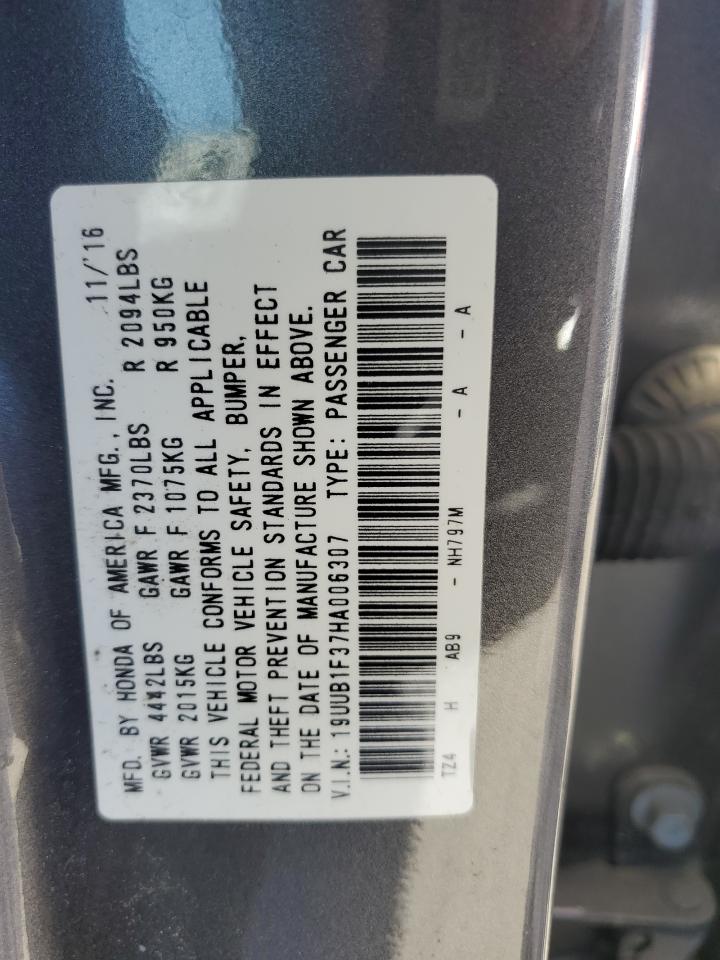 MFD. BY HONDA OF AMERICA MFG., INC. 11/'16
GVWR 4442LBS GAWR F 2370LBS R 2094LBS
GVWR 2015KG GAWR F 1075KG R 950KG
THIS VEHICLE CONFORMS TO ALL APPLICABLE
FEDERAL MOTOR VEHICLE SAFETY, BUMPER,
AND THEFT PREVENTION STANDARDS IN EFFECT
ON THE DATE OF MANUFACTURE SHOWN ABOVE.
V.I.N.: 19UUB1F37HA006307 TYPE: PASSENGER CAR
TZ4 H AB9 - NH797M - A - A